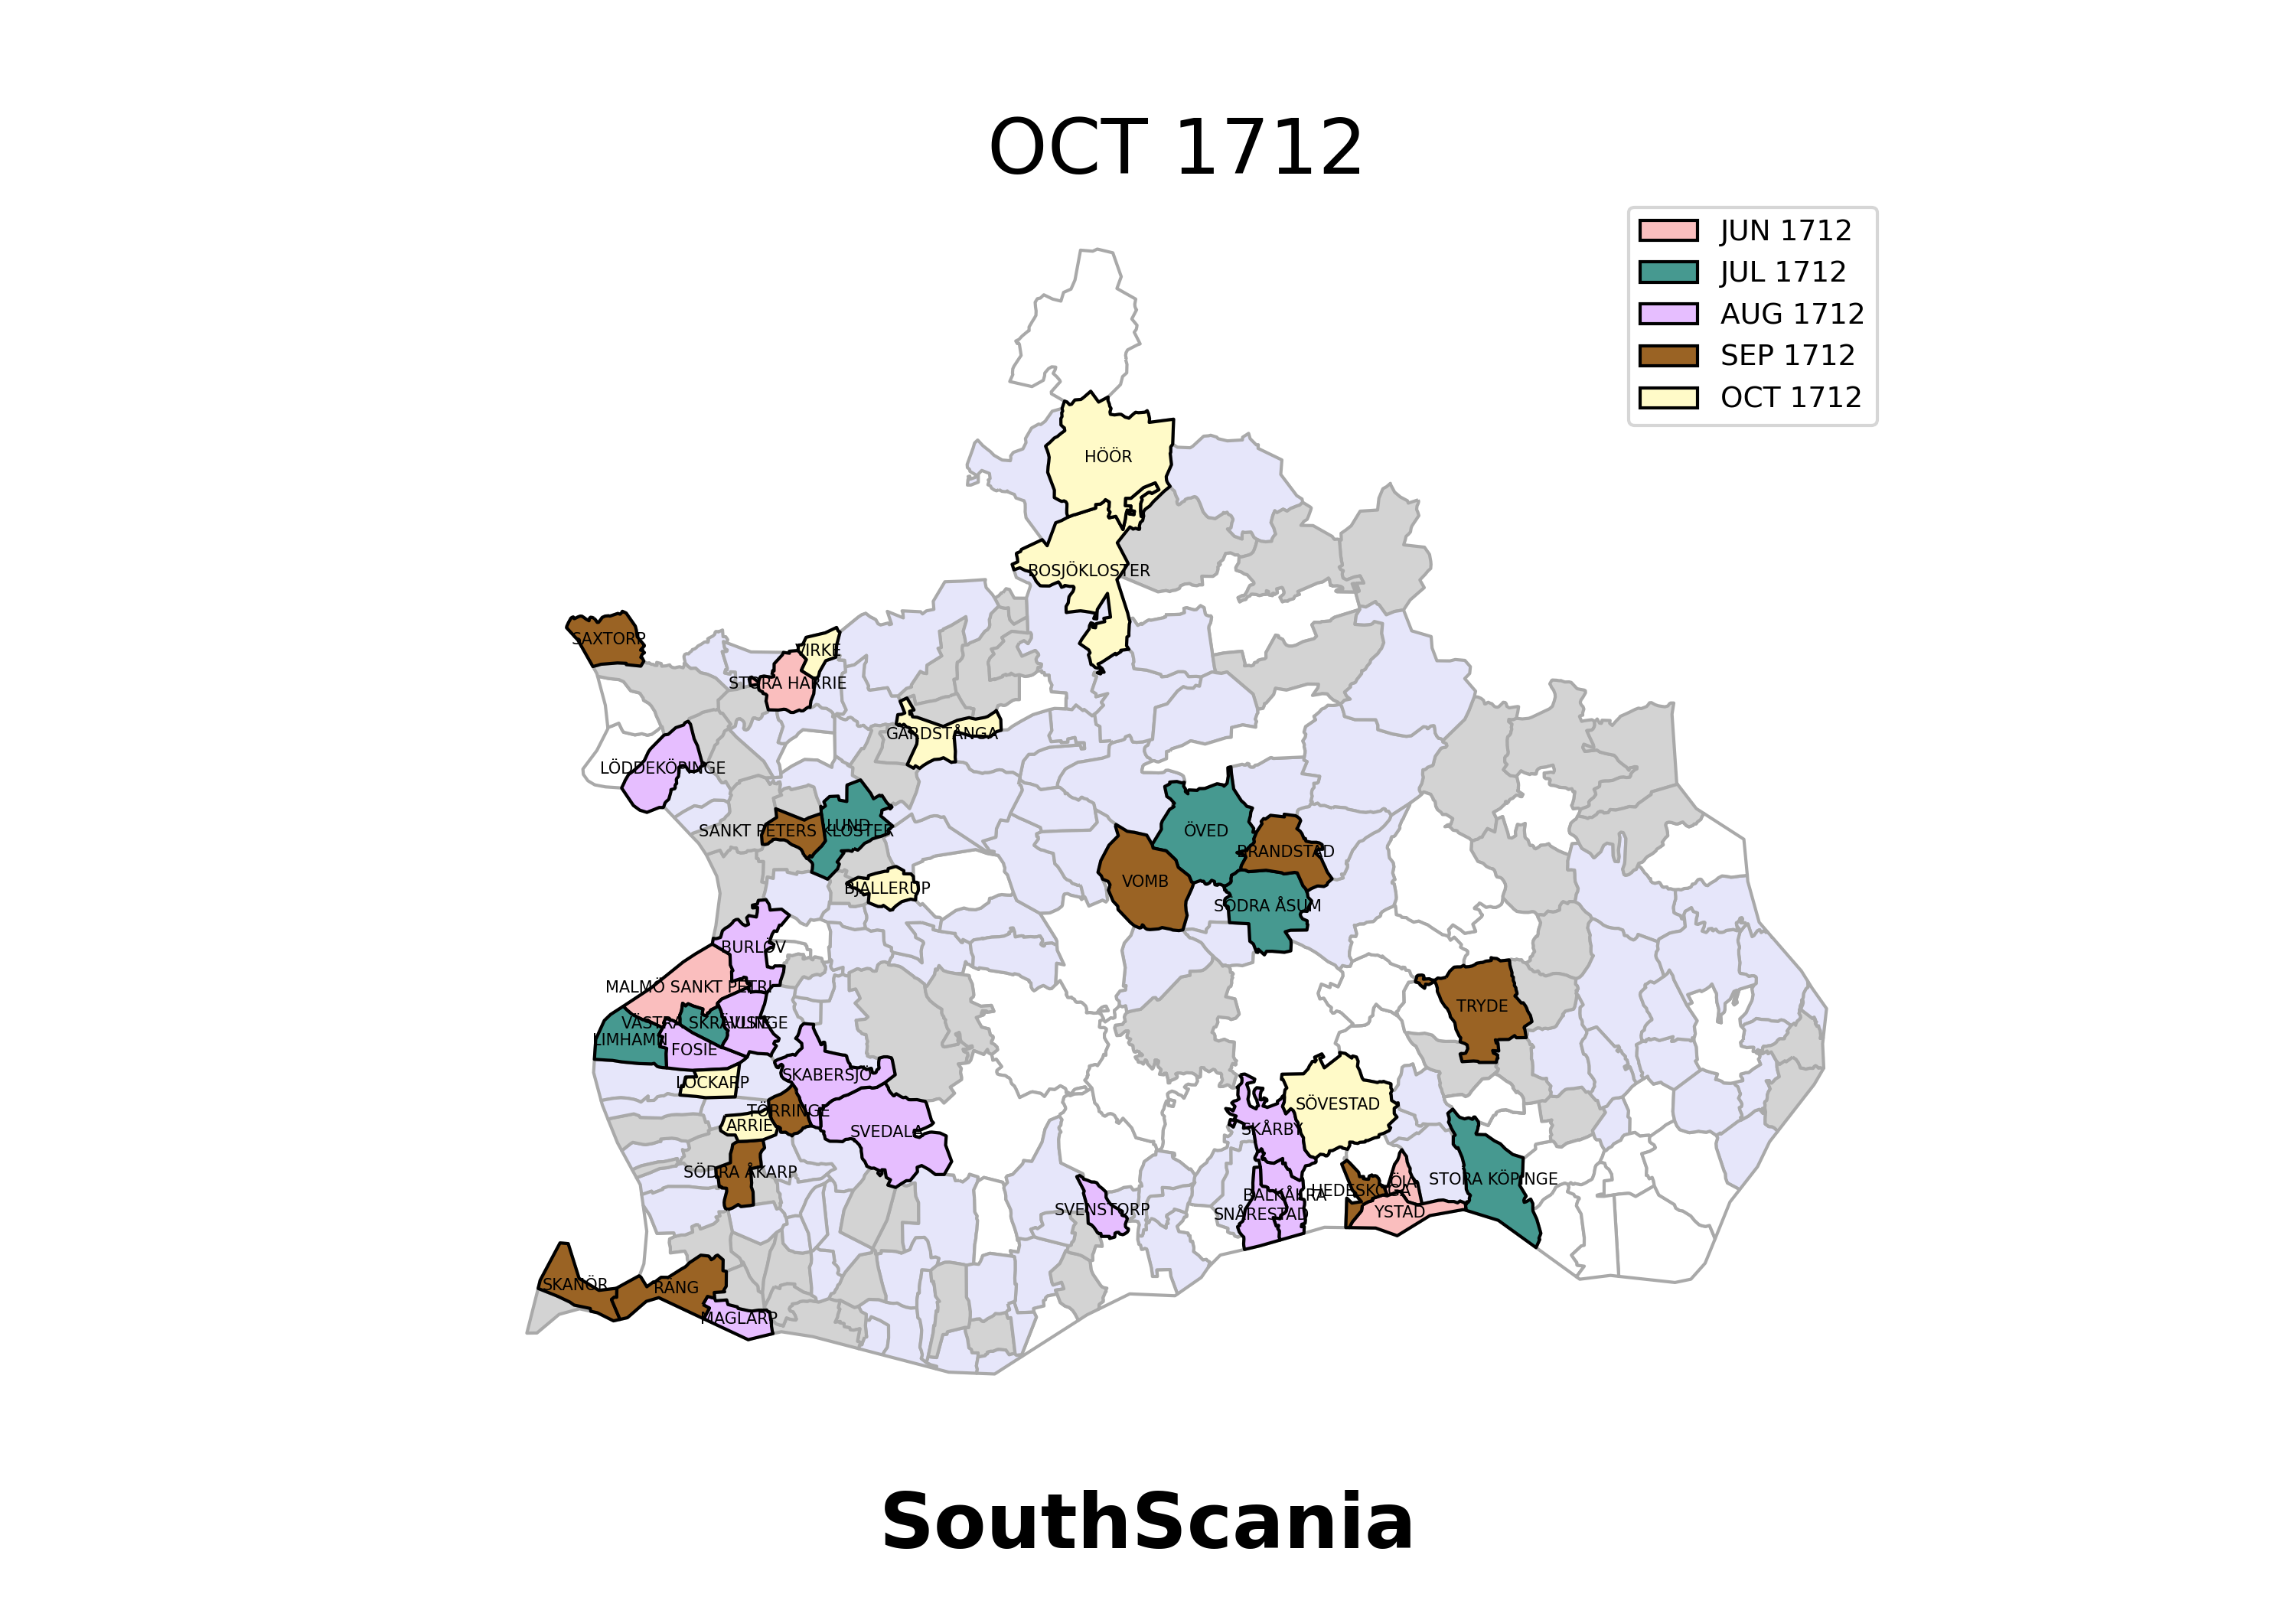 OCT 1712
JUN 1712
JUL 1712
AUG 1712
SEP 1712
OCT 1712
HÖÖR
BOSJÖKLOSTER
SAXTORP
VIRKE
STORA HARRIE
GÅRDSTÅNGA
LÖDDEKÖPINGE
LUND
SANKT PETERS KLOSTER
ÖVED
BRANDSTAD
VOMB
BJÄLLERUP
SÖDRA ÅSUM
BURLÖV
MALMÖ SANKT PETRI
TRYDE
VÄSTRA SKRÄVLINGE
HUSIE
LIMHAMN
FOSIE
SKABERSJÖ
LOCKARP
SÖVESTAD
TÖRRINGE
ARRIE
SVEDALA
SKÅRBY
SÖDRA ÅKARP
STORA KÖPINGE
ÖJA
HEDESKOGA
BALKÅKRA
SVENSTORP
SNÅRESTAD
YSTAD
SKANÖR
RÄNG
MAGLARP
SouthScania